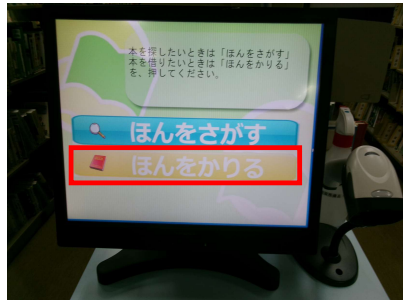 本を探したいときは「ほんをさがす」
本を借りたいときは「ほんをかりる」
を、押してください。
ほんをさがす
ほんをかりる